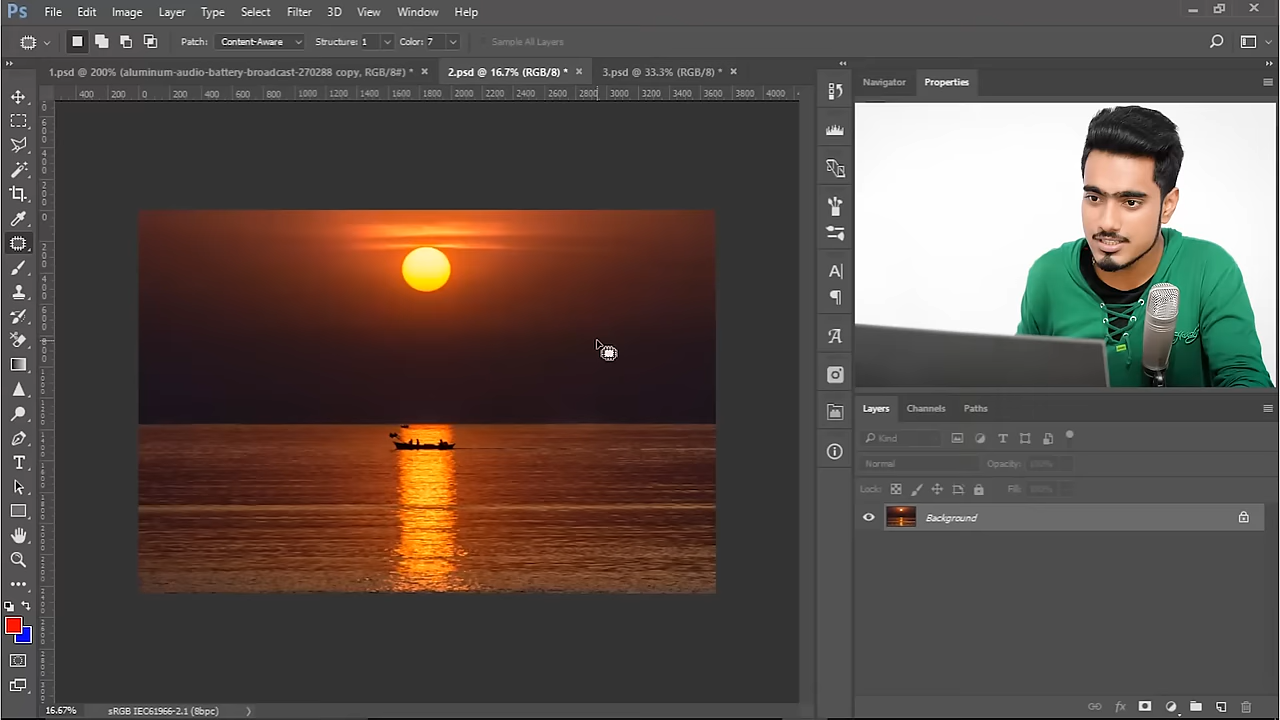 Ps File Edit Image Layer Type Select Filter 3D View Window Help
Patch: Content-Aware Structure: 1 Color: 7 Sample All Layers
1.psd @ 200% (aluminum-audio-battery-broadcast-270288 copy, RGB/8#) * 2.psd @ 16.7% (RGB/8) * 3.psd @ 33.3% (RGB/8) *
Navigator Properties
400 200 0 200 400 600 800 1000 1200 1400 1600 1800 2000 2200 2400 2600 2800 3000 3200 3400 3600 3800 4000
Layers Channels Paths
Kind
Normal Opacity: 100%
Lock: Fill: 100%
Background
16.67% sRGB IEC61966-2.1 (8bpc)